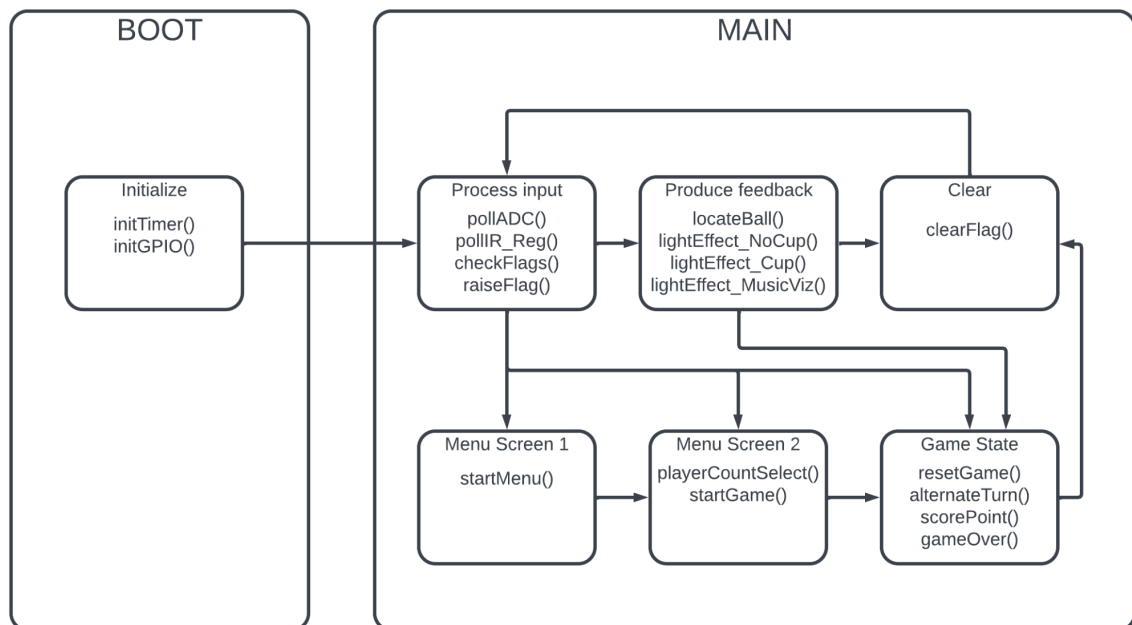 BOOT
MAIN
Initialize
initTimer()
initGPIO()
Process input
pollADC()
pollIR_Reg()
checkFlags()
raiseFlag()
Produce feedback
locateBall()
lightEffect_NoCup()
lightEffect_Cup()
lightEffect_MusicViz()
Clear
clearFlag()
Menu Screen 1
startMenu()
Menu Screen 2
playerCountSelect()
startGame()
Game State
resetGame()
alternateTurn()
scorePoint()
gameOver()